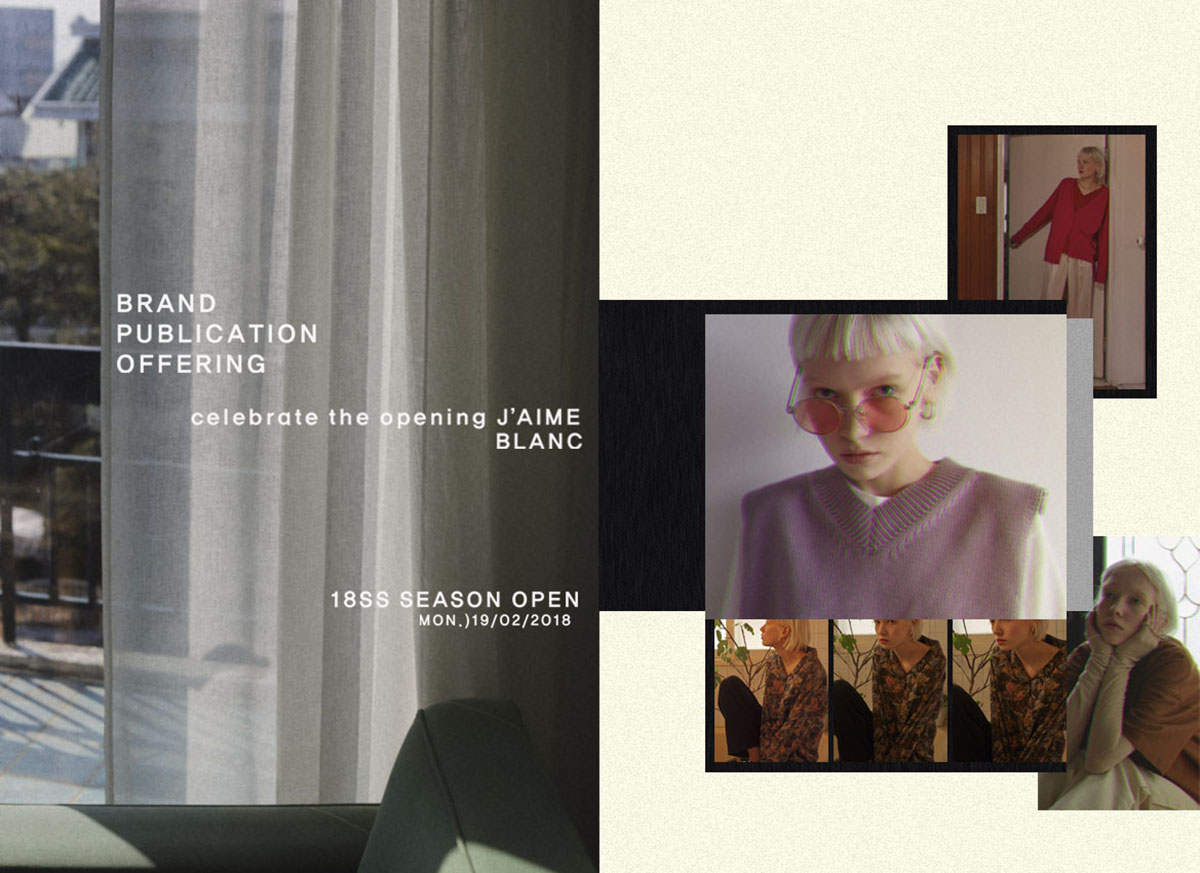 BRAND
PUBLICATION
OFFERING
celebrate the opening J'AIME
BLANC
18SS SEASON OPEN
MON.)19/02/2018